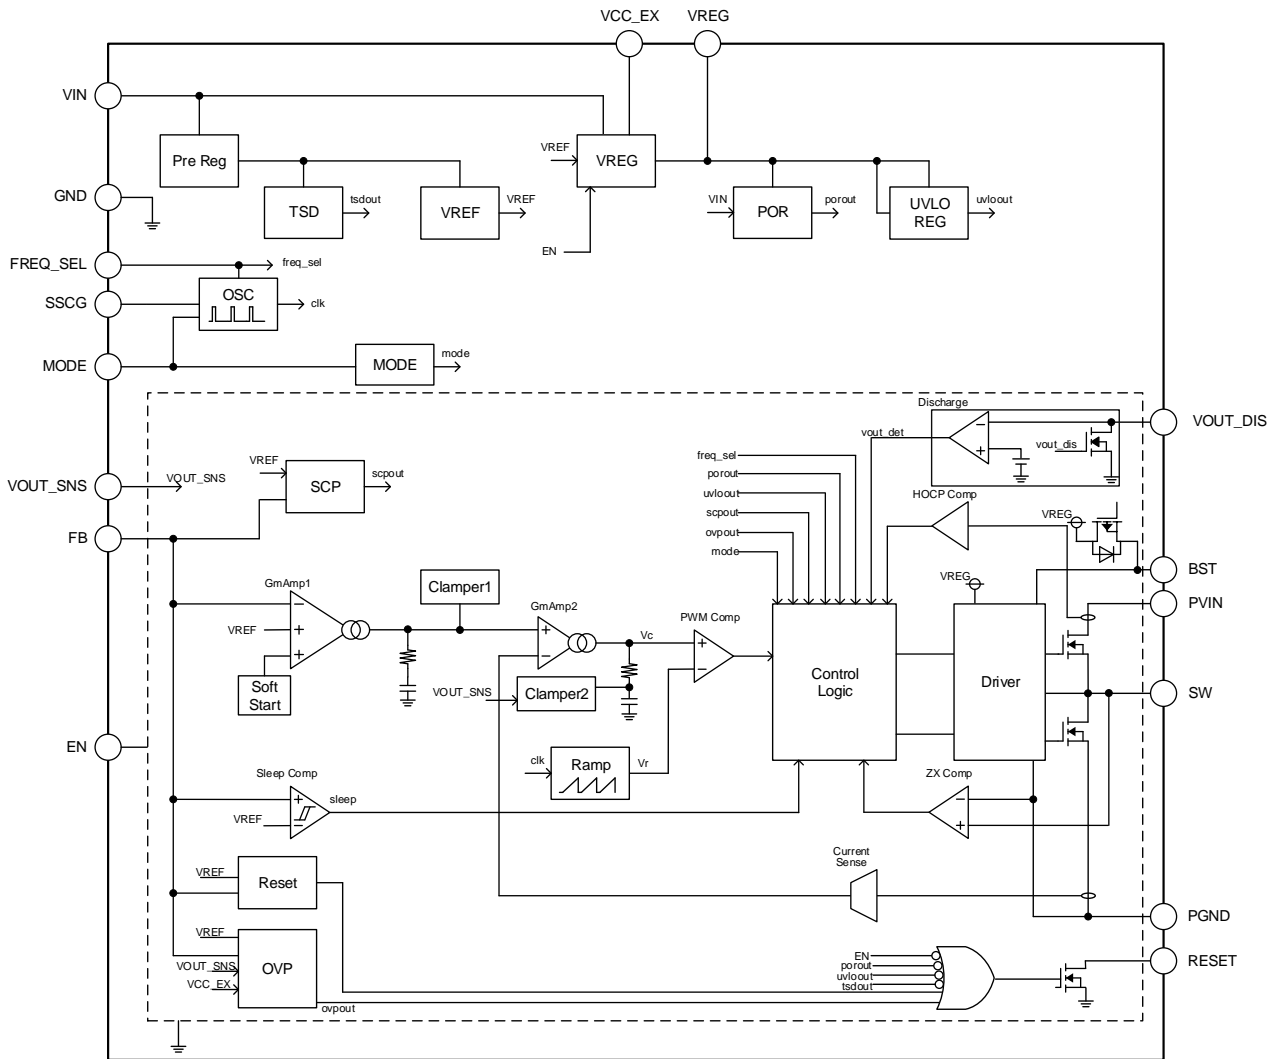 VCC_EX VREG
VIN
Pre Reg
VREF
VREG
GND
TSD
tsdout
VREF
VREF
VIN
POR
porout
UVLO
REG
uvloout
EN
FREQ_SEL
freq_sel
SSCG
OSC
clk
MODE
MODE
mode
Discharge
vout_det
vout_dis
VOUT_DIS
VOUT_SNS
VOUT_SNS
VREF
SCP
scpout
freq_sel
porout
uvloout
scpout
ovpout
mode
HOCP Comp
VREG
FB
BST
GmAmp1
Clamper1
GmAmp2
VREG
PVIN
VREF
Vc
PWM Comp
Soft
Start
VOUT_SNS
Clamper2
Control
Logic
Driver
SW
EN
clk
Ramp
Vr
Sleep Comp
sleep
VREF
ZX Comp
Current
Sense
VREF
Reset
PGND
VREF
OVP
VOUT_SNS
VCC_EX
ovpout
EN
porout
uvloout
tsdout
RESET